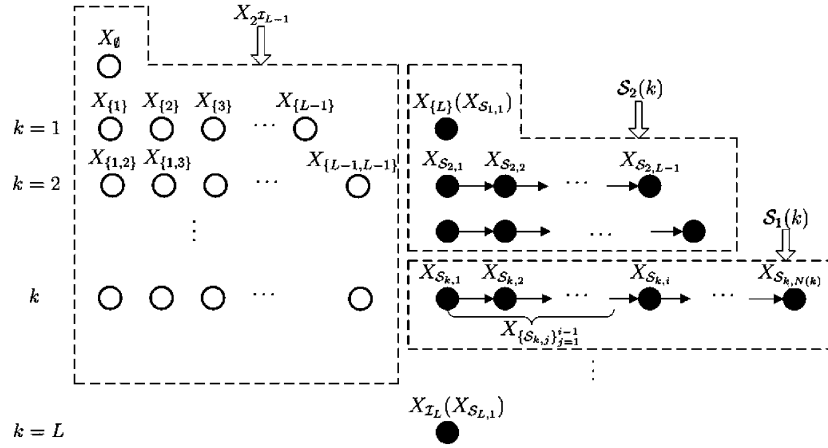 X_{2^{\mathcal{I}_{L-1}}}
X_∅
X_{\{1\}} X_{\{2\}} X_{\{3\}} ⋯ X_{\{L-1\}} X_{\{L\}}(X_{\mathcal{S}_{1,1}}) \mathcal{S}_2(k)
k = 1
X_{\{1,2\}} X_{\{1,3\}} X_{\{L-1,L-1\}} X_{\mathcal{S}_{2,1}} X_{\mathcal{S}_{2,2}} X_{\mathcal{S}_{2,L-1}}
k = 2 ⋯ ⋯
⋮ …
\mathcal{S}_1(k)
X_{\mathcal{S}_{k,1}} X_{\mathcal{S}_{k,2}} X_{\mathcal{S}_{k,i}} X_{\mathcal{S}_{k,N(k)}}
k ⋯ ⋯ ⋯
X_{\{\mathcal{S}_{k,j}\}_{j=1}^{i-1}}
⋮
X_{\mathcal{I}_L}(X_{\mathcal{S}_{L,1}})
k = L